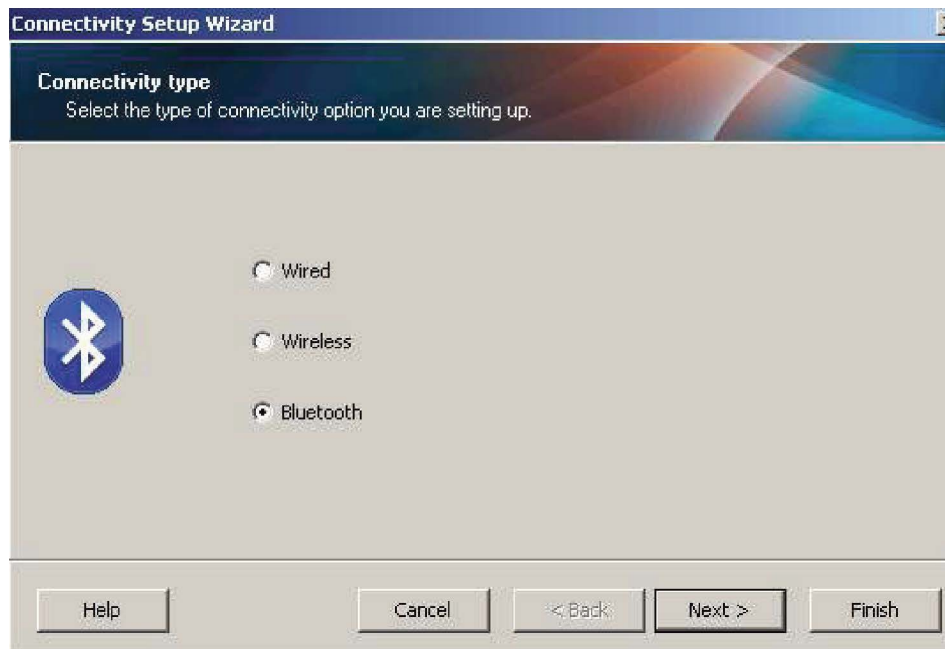 Connectivity Setup Wizard
Connectivity type
Select the type of connectivity option you are setting up.
Wired
Wireless
Bluetooth
Help
Cancel
< Back
Next >
Finish